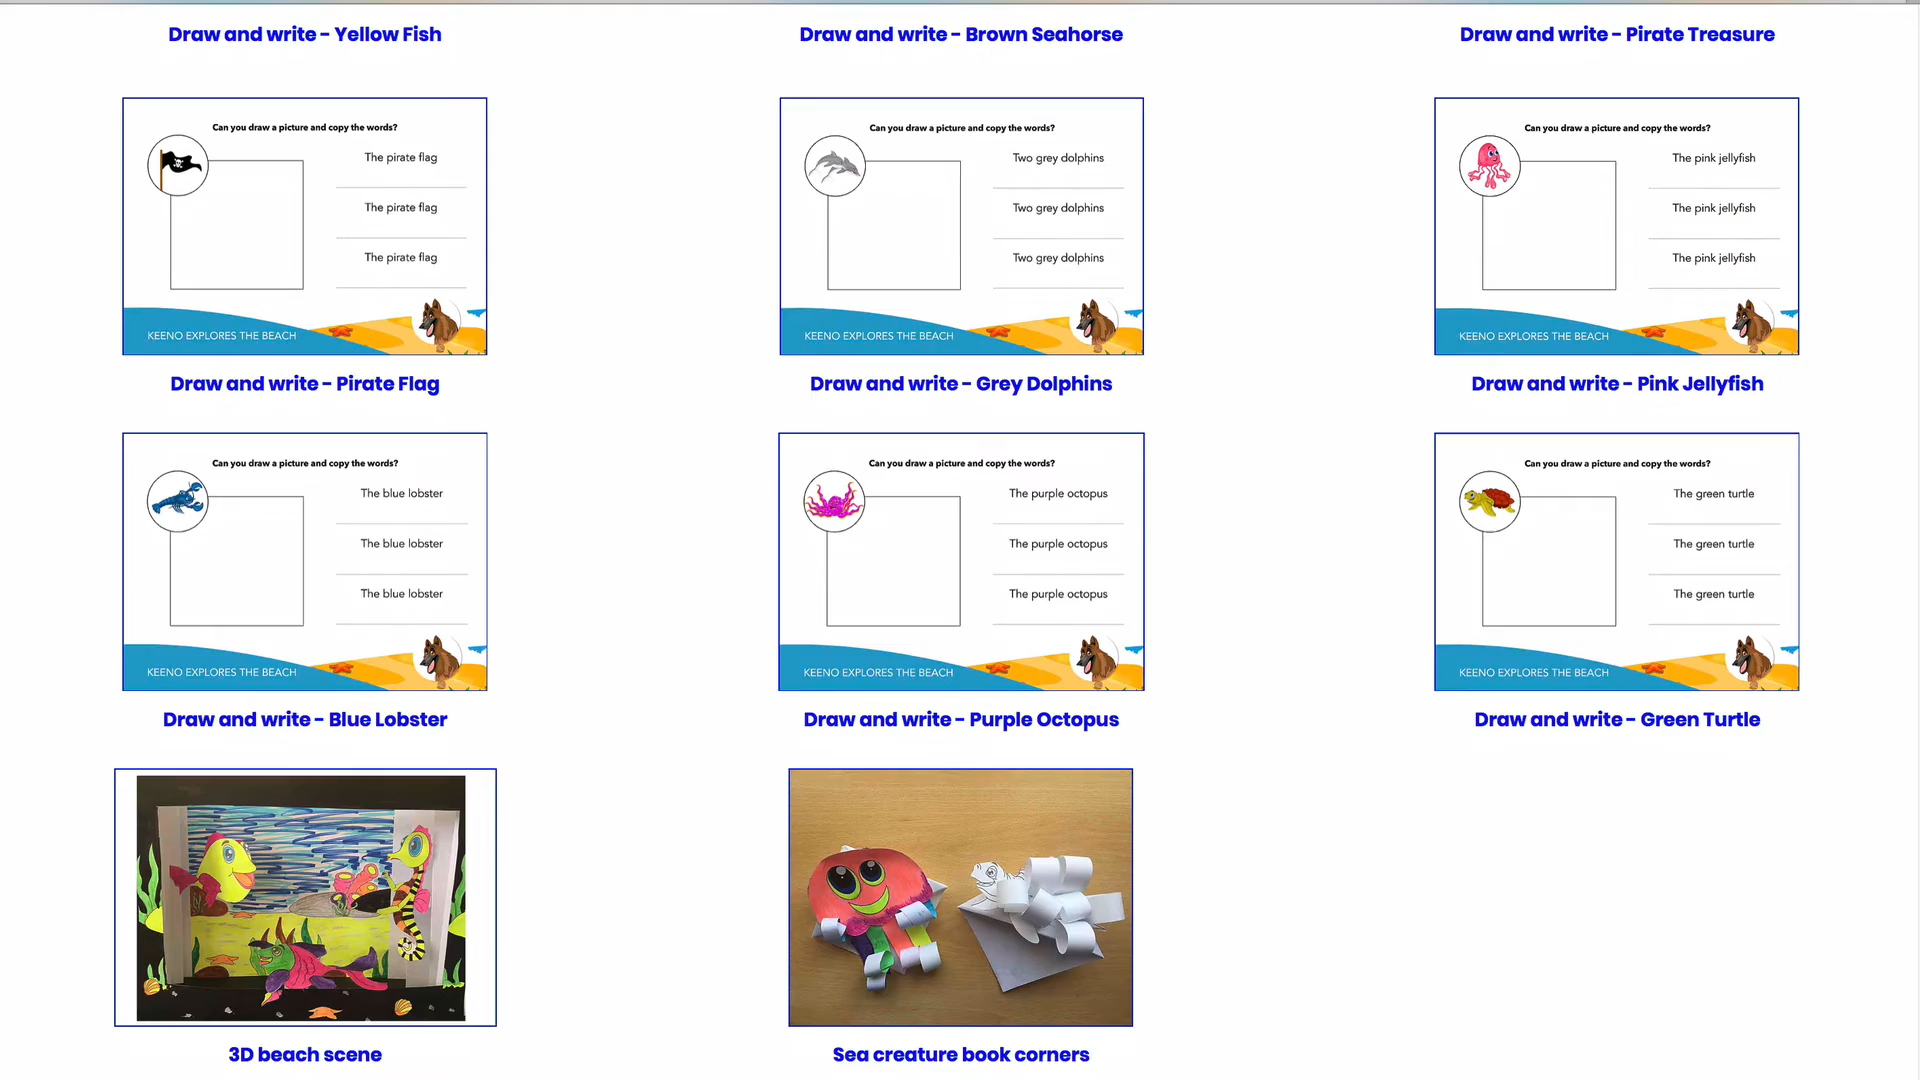 Draw and write - Yellow Fish
Draw and write - Brown Seahorse
Draw and write - Pirate Treasure
Can you draw a picture and copy the words?
The pirate flag
The pirate flag
The pirate flag
KEENO EXPLORES THE BEACH
Can you draw a picture and copy the words?
Two grey dolphins
Two grey dolphins
Two grey dolphins
KEENO EXPLORES THE BEACH
Can you draw a picture and copy the words?
The pink jellyfish
The pink jellyfish
The pink jellyfish
KEENO EXPLORES THE BEACH
Draw and write - Pirate Flag
Draw and write - Grey Dolphins
Draw and write - Pink Jellyfish
Can you draw a picture and copy the words?
The blue lobster
The blue lobster
The blue lobster
KEENO EXPLORES THE BEACH
Can you draw a picture and copy the words?
The purple octopus
The purple octopus
The purple octopus
KEENO EXPLORES THE BEACH
Can you draw a picture and copy the words?
The green turtle
The green turtle
The green turtle
KEENO EXPLORES THE BEACH
Draw and write - Blue Lobster
Draw and write - Purple Octopus
Draw and write - Green Turtle
3D beach scene
Sea creature book corners